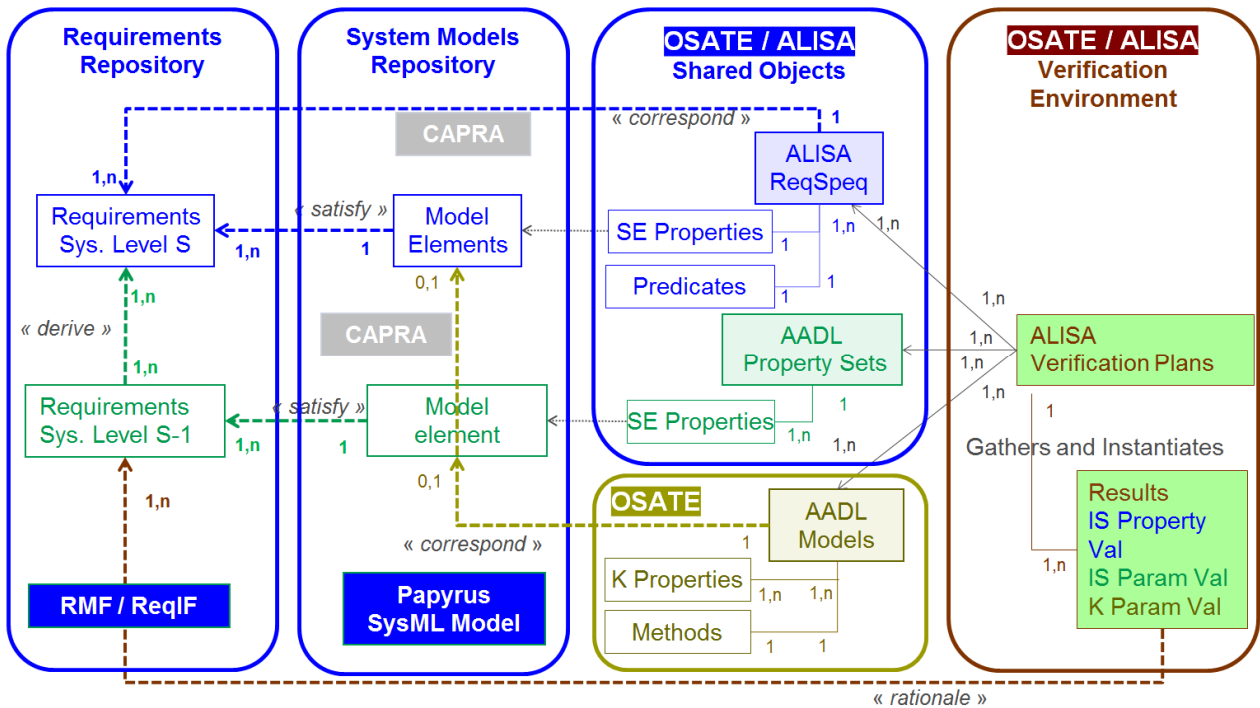 Requirements
Repository
System Models
Repository
OSATE / ALISA
Shared Objects
OSATE / ALISA
Verification
Environment
« correspond »
1
CAPRA
ALISA
ReqSpeq
1,n
Requirements
Sys. Level S
« satisfy »
1,n
1
Model
Elements
SE Properties
1
1,n
1,n
0,1
Predicates
1
1
1,n
1,n
« derive »
CAPRA
AADL
Property Sets
1,n
1,n
1,n
ALISA
Verification Plans
1,n
Requirements
Sys. Level S-1
« satisfy »
1,n
1
Model
element
SE Properties
1
1,n
1
1,n
Gathers and Instantiates
0,1
1,n
OSATE
AADL
Models
Results
IS Property
Val
IS Param Val
K Param Val
« correspond »
1
1,n
K Properties
1,n
1,n
RMF / ReqIF
Papyrus
SysML Model
Methods
1
1
« rationale »